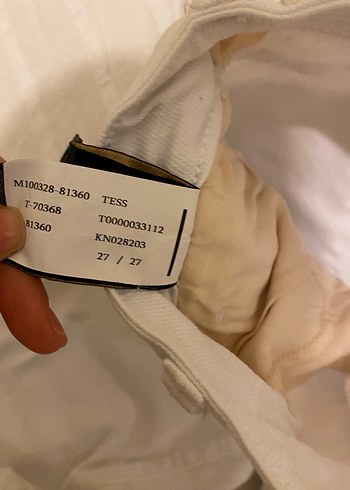 M100328-81360 TESS
T-70368 T0000033112
81360 KN028203
27 / 27